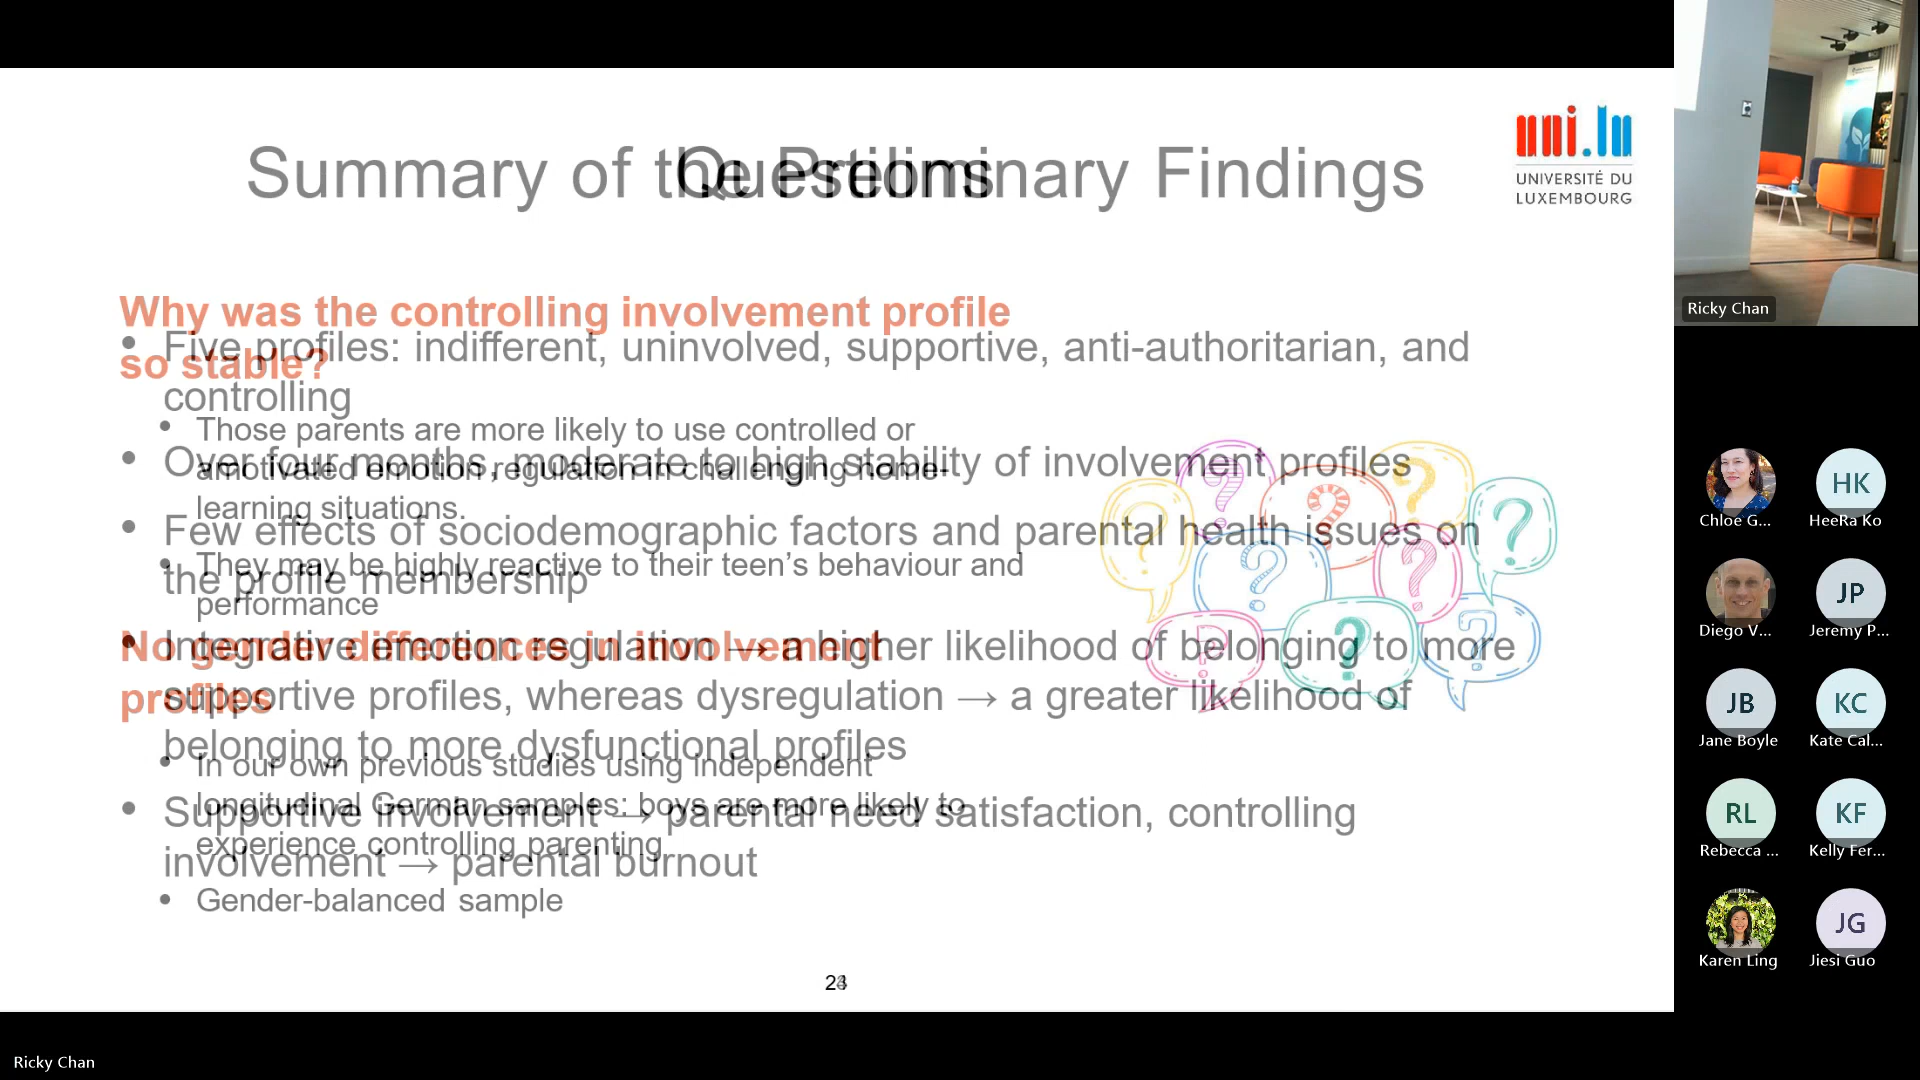 Summary of the Preliminary Findings
Questions
uni.lu
UNIVERSITÉ DU
LUXEMBOURG
• Five profiles: indifferent, uninvolved, supportive, anti-authoritarian, and
controlling
• Over four months, moderate to high stability of involvement profiles
• Few effects of sociodemographic factors and parental health issues on
the profile membership
• Integrative emotion regulation → a higher likelihood of belonging to more
supportive profiles, whereas dysregulation → a greater likelihood of
belonging to more dysfunctional profiles
• Supportive involvement → parental need satisfaction, controlling
involvement → parental burnout
Why was the controlling involvement profile
so stable?
• Those parents are more likely to use controlled or
amotivated emotion regulation in challenging home-
learning situations.
• They may be highly reactive to their teen’s behaviour and
performance
No gender differences in involvement
profiles
• In our own previous studies using independent
longitudinal German samples: boys are more likely to
experience controlling parenting
• Gender-balanced sample
Ricky Chan
Chloe G...
HK
HeeRa Ko
Diego V...
JP
Jeremy P...
JB
Jane Boyle
KC
Kate Cal...
RL
Rebecca ...
KF
Kelly Fer...
Karen Ling
JG
Jiesi Guo
Ricky Chan